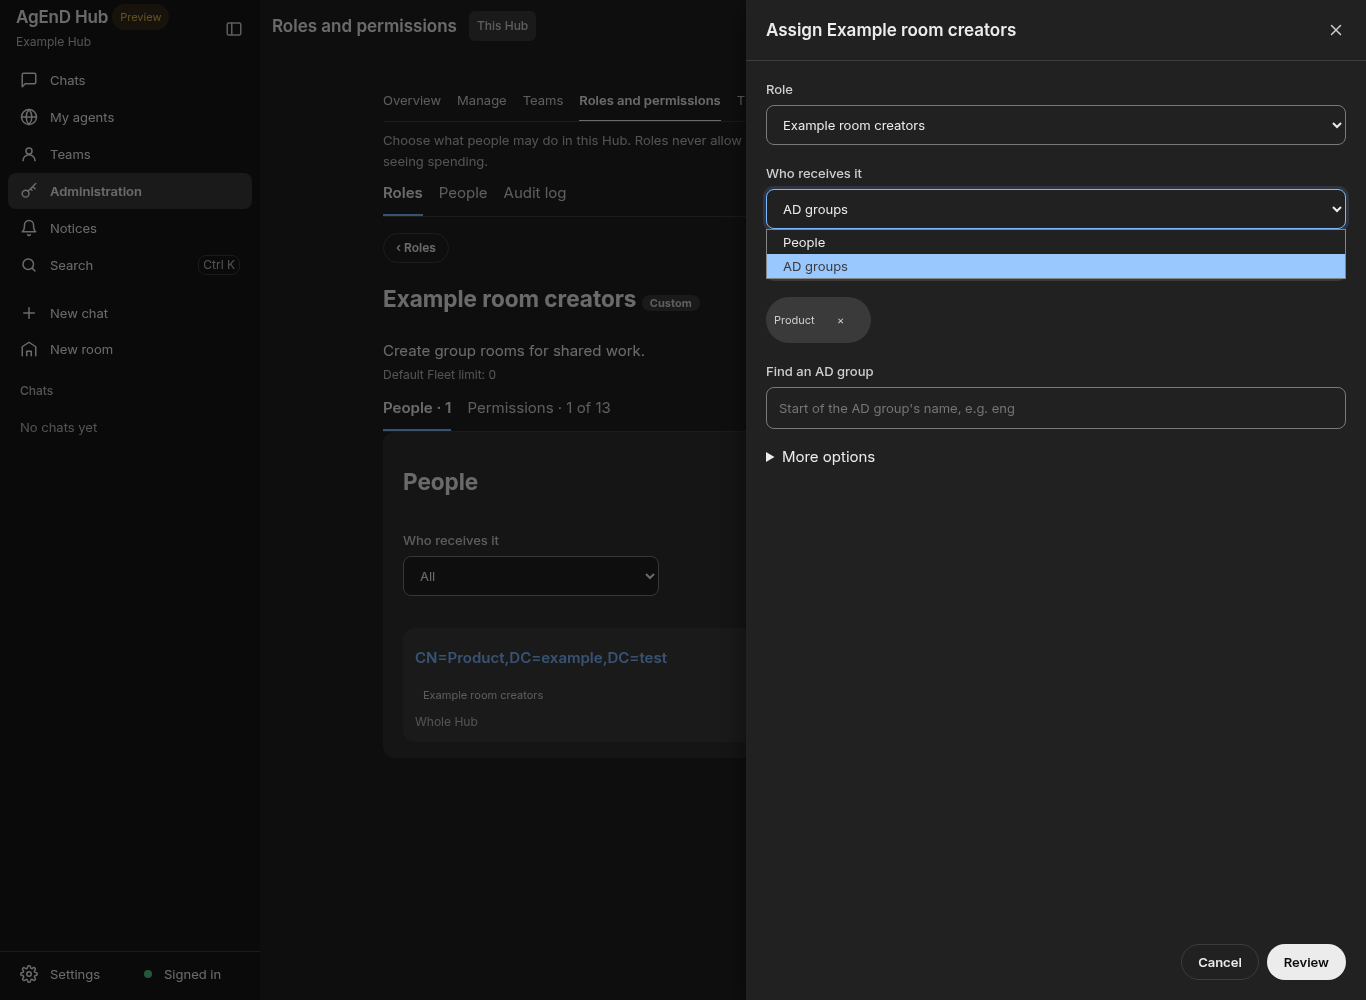 AgEnD Hub
Preview
Example Hub
Chats
My agents
Teams
Administration
Notices
Search
Ctrl K
New chat
New room
Chats
No chats yet
Settings
Signed in
Roles and permissions
This Hub
Overview
Manage
Teams
Roles and permissions
T
Choose what people may do in this Hub. Roles never allow
seeing spending.
Roles
People
Audit log
‹ Roles
Example room creators
Custom
Create group rooms for shared work.
Default Fleet limit: 0
People · 1
Permissions · 1 of 13
People
Who receives it
All
CN=Product,DC=example,DC=test
Example room creators
Whole Hub
Assign Example room creators
×
Role
Example room creators
Who receives it
AD groups
People
AD groups
Product ×
Find an AD group
Start of the AD group's name, e.g. eng
▶ More options
Cancel
Review